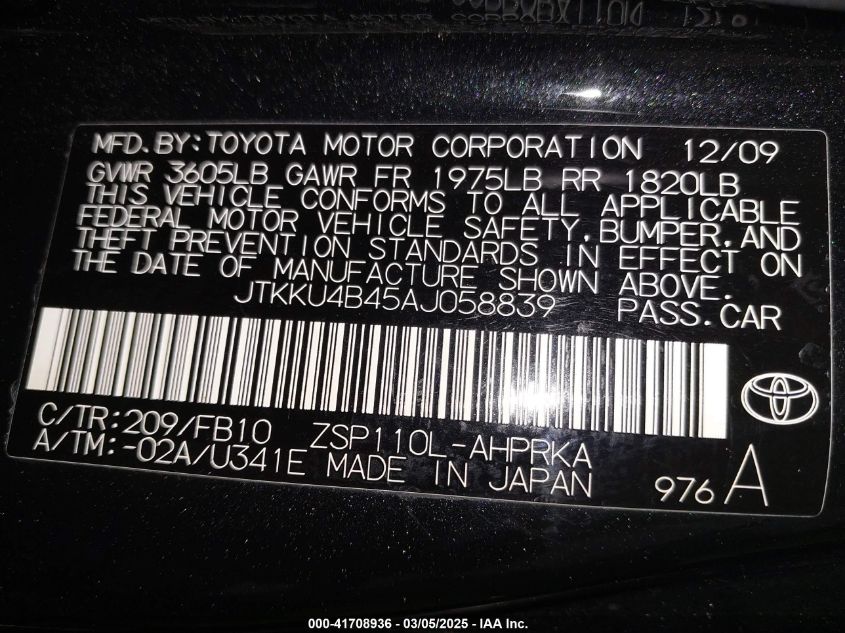 MFD.BY:TOYOTA MOTOR CORPORATION 12/09
GVWR 3605LB GAWR FR 1975LB RR 1820LB
THIS VEHICLE CONFORMS TO ALL APPLICABLE
FEDERAL MOTOR VEHICLE SAFETY,BUMPER,AND
THEFT PREVENTION STANDARDS IN EFFECT ON
THE DATE OF MANUFACTURE SHOWN ABOVE.
JTKKU4B45AJ058839 PASS.CAR
C/TR:209/FB10 ZSP110L-AHPRKA
A/TM:-02A/U341E MADE IN JAPAN
976 A
000-41708936 - 03/05/2025 - IAA Inc.